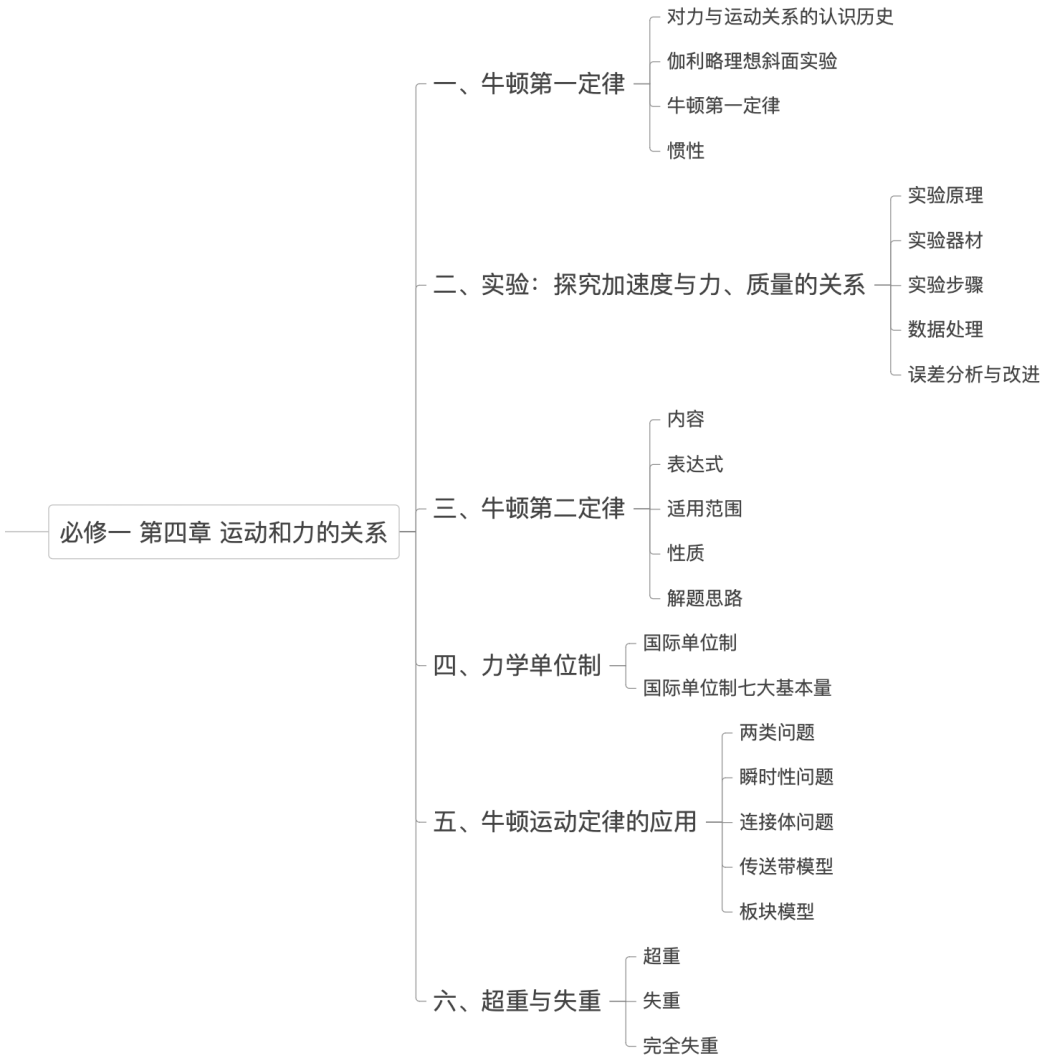 必修一 第四章 运动和力的关系
一、牛顿第一定律
对力与运动关系的认识历史
伽利略理想斜面实验
牛顿第一定律
惯性
二、实验：探究加速度与力、质量的关系
实验原理
实验器材
实验步骤
数据处理
误差分析与改进
三、牛顿第二定律
内容
表达式
适用范围
性质
解题思路
四、力学单位制
国际单位制
国际单位制七大基本量
五、牛顿运动定律的应用
两类问题
瞬时性问题
连接体问题
传送带模型
板块模型
六、超重与失重
超重
失重
完全失重